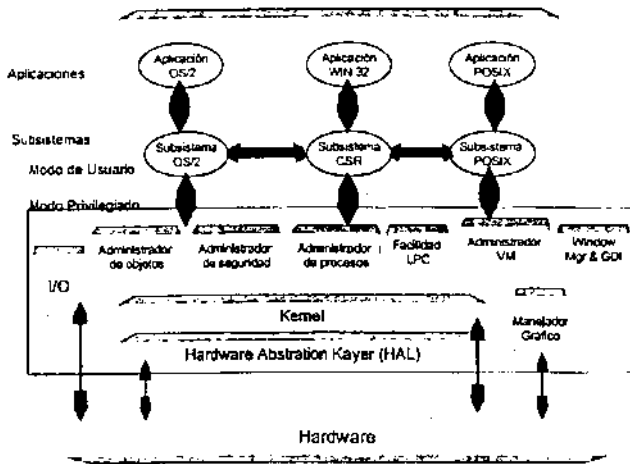 Aplicaciones
Aplicación
OS/2
Aplicación
WIN 32
Aplicación
POSIX
Subsistemas
Subsistema
OS/2
Subsistema
CSR
Subsistema
POSIX
Modo de Usuario
Modo Privilegiado
I/O
Administrador
de objetos
Administrador
de seguridad
Administrador
de procesos
Facilidad
LPC
Administrador
VM
Window
Mgr & GDI
Kernel
Manejador
Gráfico
Hardware Abstration Kayer (HAL)
Hardware